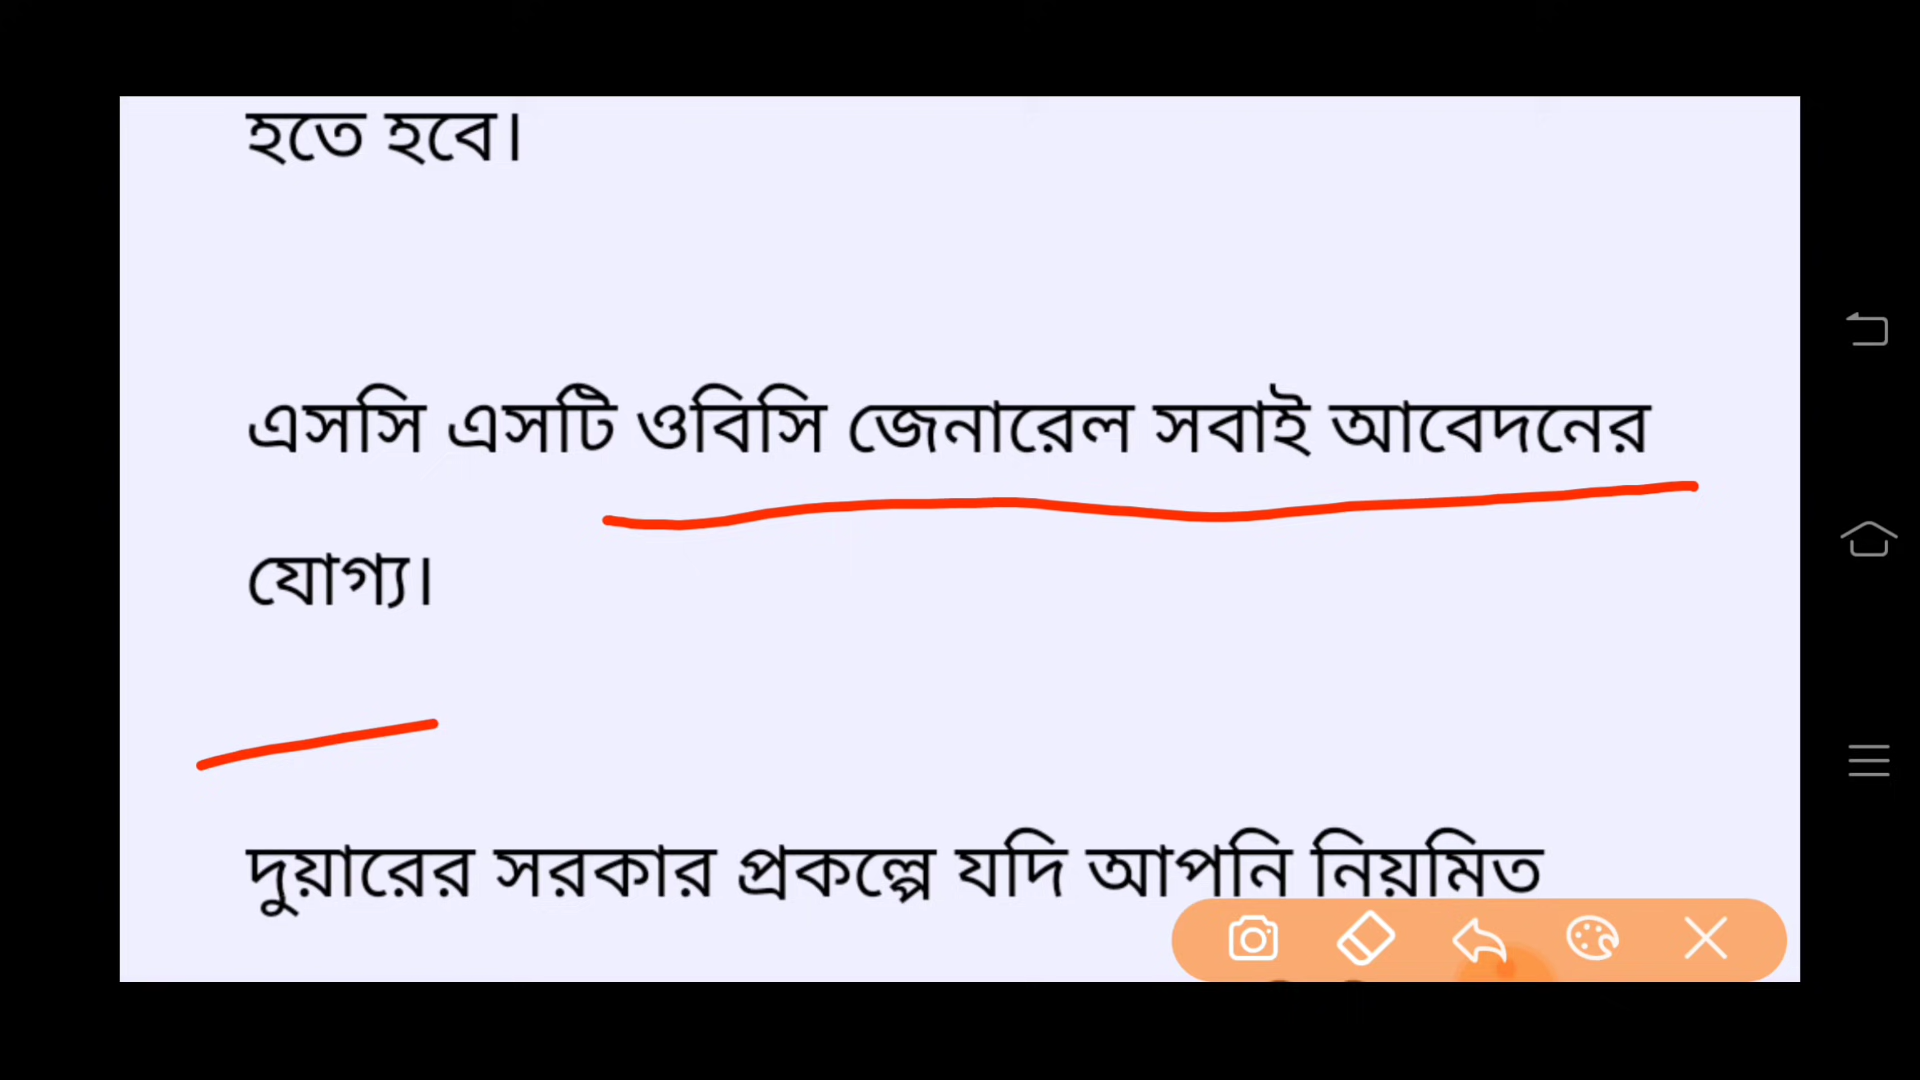 হতে হবে।
এসসি এসটি ওবিসি জেনারেল সবাই আবেদনের
যোগ্য।
দুয়ারের সরকার প্রকল্পে যদি আপনি নিয়মিত